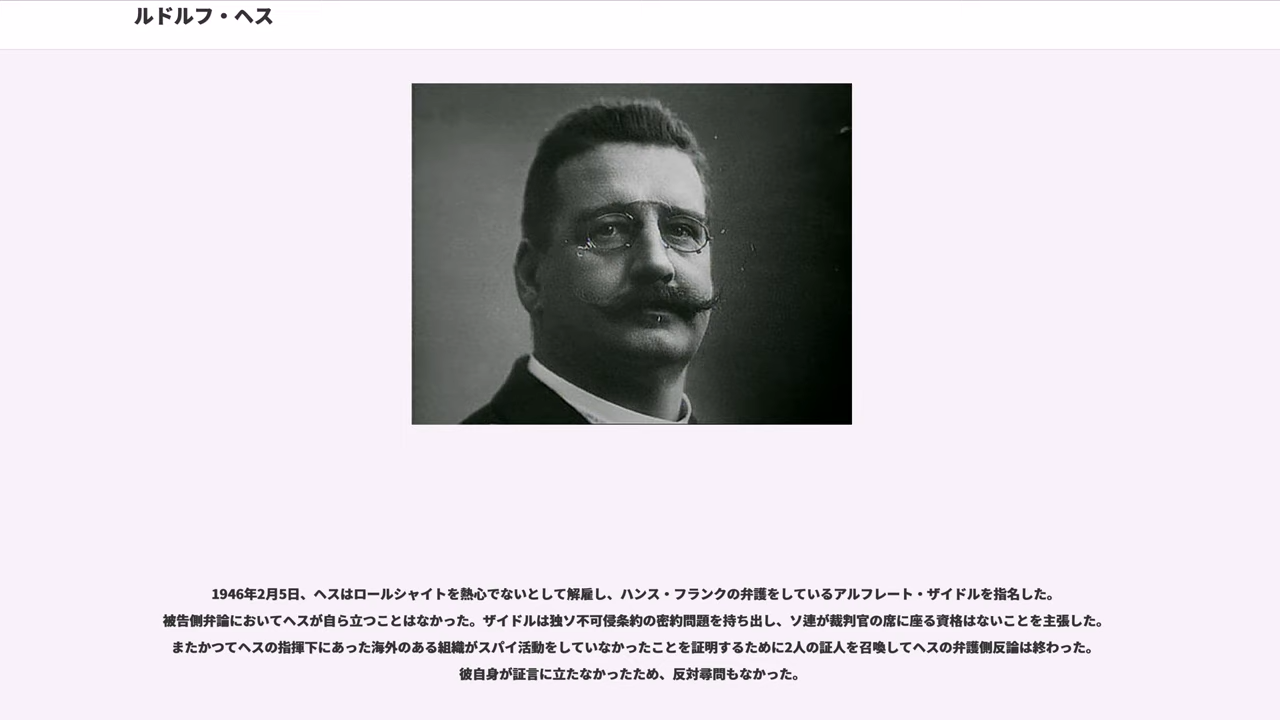 ルドルフ・ヘス
1946年2月5日、ヘスはロールシャイトを熱心でないとして解雇し、ハンス・フランクの弁護をしているアルフレート・ザイドルを指名した。
被告側弁論においてヘスが自ら立つことはなかった。ザイドルは独ソ不可侵条約の密約問題を持ち出し、ソ連が裁判官の席に座る資格はないことを主張した。
またかつてヘスの指揮下にあった海外のある組織がスパイ活動をしていなかったことを証明するために2人の証人を召喚してヘスの弁護側反論は終わった。
彼自身が証言に立たなかったため、反対尋問もなかった。